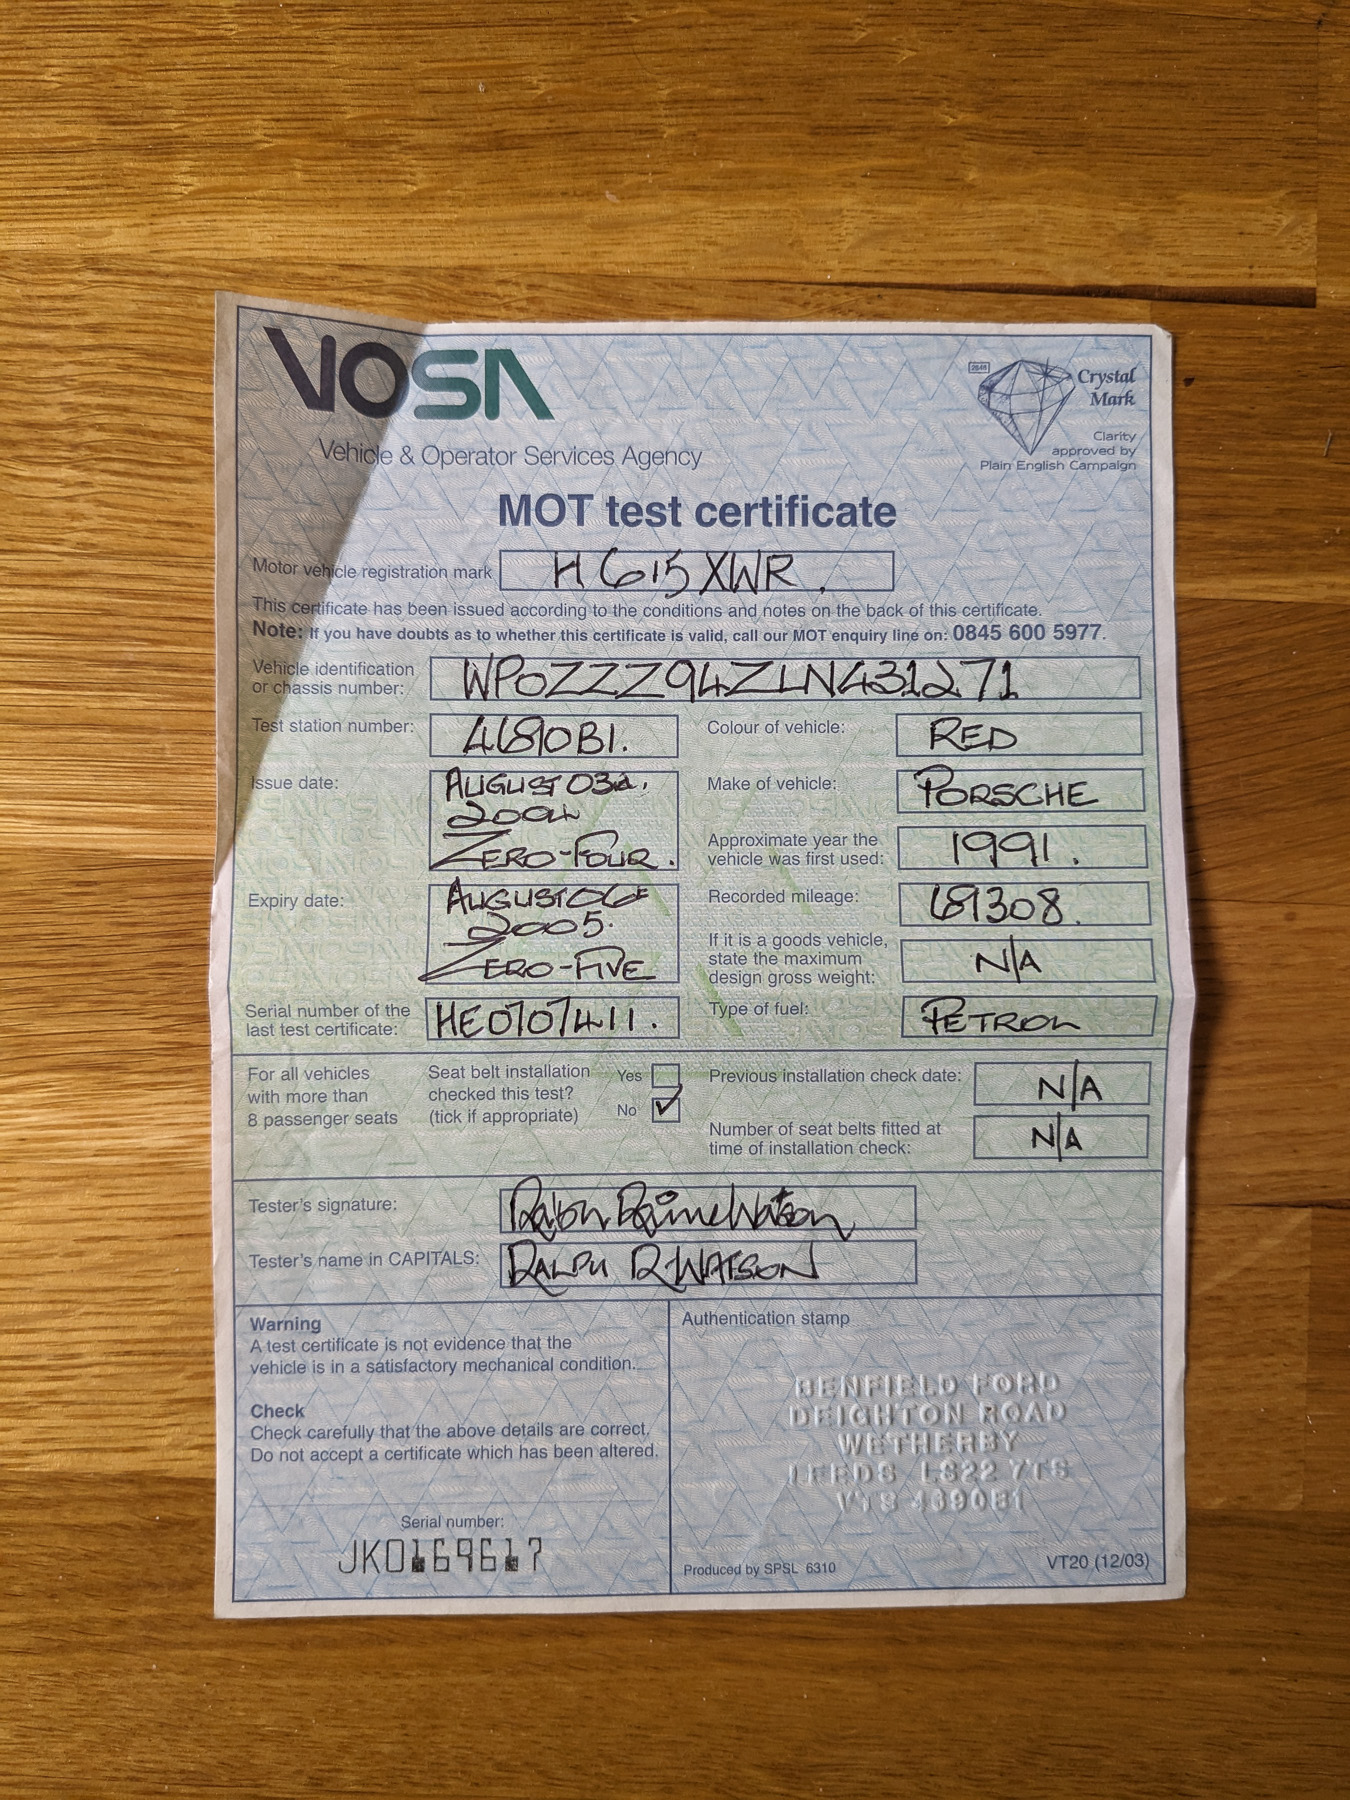 VOSA
Vehicle & Operator Services Agency
2646
Crystal
Mark
Clarity
approved by
Plain English Campaign
MOT test certificate
Motor vehicle registration mark
H615 XWR.
This certificate has been issued according to the conditions and notes on the back of this certificate.
Note: If you have doubts as to whether this certificate is valid, call our MOT enquiry line on: 0845 600 5977.
Vehicle identification
or chassis number:
WP0ZZZ94ZLN431271
Test station number:
4690B1.
Colour of vehicle:
RED
Issue date:
AUGUST 03rd.
2004
ZERO-FOUR.
Make of vehicle:
PORSCHE
Approximate year the
vehicle was first used:
1991.
Expiry date:
AUGUST 06th
2005.
ZERO-FIVE
Recorded mileage:
69308.
If it is a goods vehicle,
state the maximum
design gross weight:
N/A
Serial number of the
last test certificate:
HE0707411.
Type of fuel:
PETROL
For all vehicles
with more than
8 passenger seats
Seat belt installation
checked this test?
(tick if appropriate)
Yes
No ✓
Previous installation check date:
N/A
Number of seat belts fitted at
time of installation check:
N/A
Tester's signature:
Tester's name in CAPITALS:
RALPH R WATSON
Warning
A test certificate is not evidence that the
vehicle is in a satisfactory mechanical condition.
Check
Check carefully that the above details are correct.
Do not accept a certificate which has been altered.
Serial number:
JK0169617
Authentication stamp
BENFIELD FORD
DEIGHTON ROAD
WETHERBY
LEEDS LS22 7TS
VTS 4690B1
Produced by SPSL 6310
VT20 (12/03)